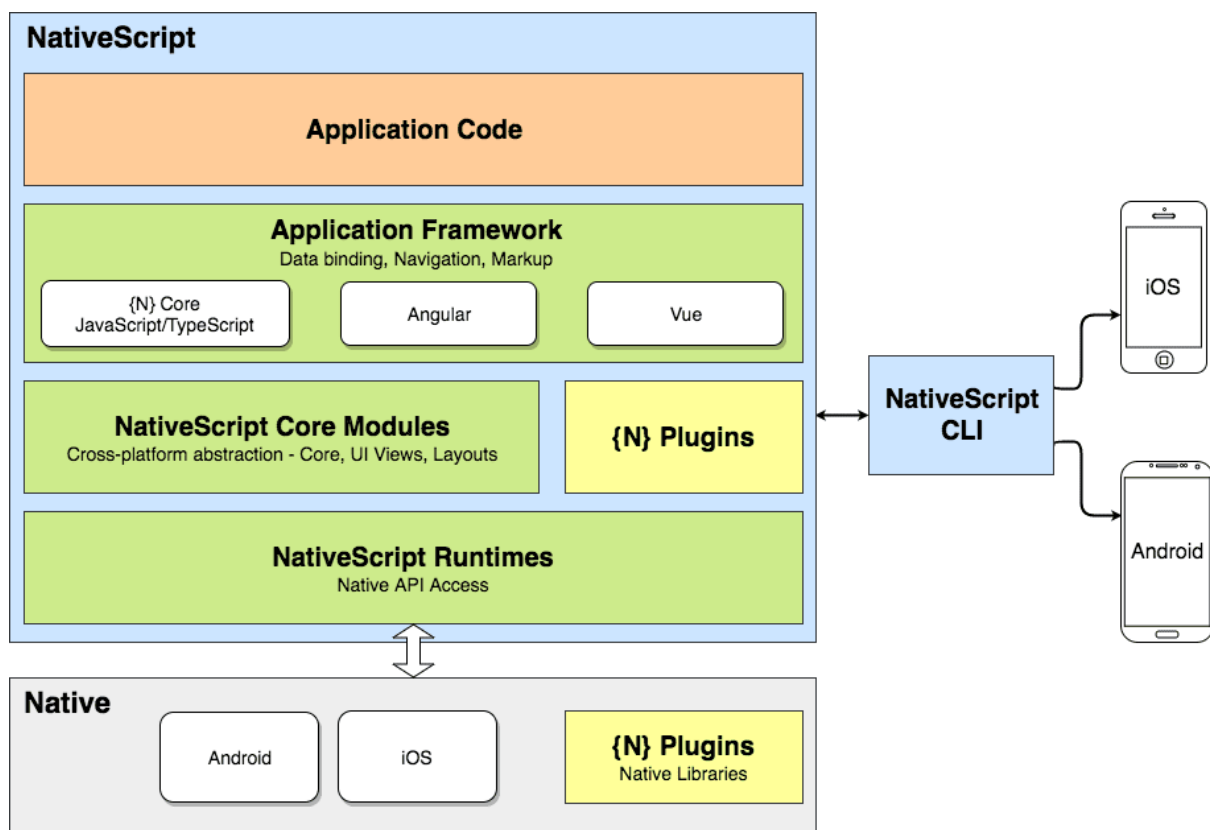 NativeScript
Application Code
Application Framework
Data binding, Navigation, Markup
{N} Core
JavaScript/TypeScript
Angular
Vue
NativeScript Core Modules
Cross-platform abstraction - Core, UI Views, Layouts
{N} Plugins
NativeScript Runtimes
Native API Access
NativeScript
CLI
iOS
Android
Native
Android
iOS
{N} Plugins
Native Libraries